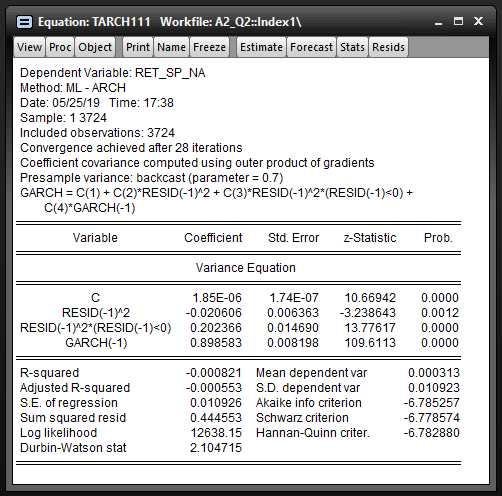 Equation: TARCH111 Workfile: A2_Q2::Index1\
View Proc Object Print Name Freeze Estimate Forecast Stats Resids
Dependent Variable: RET_SP_NA
Method: ML - ARCH
Date: 05/25/19 Time: 17:38
Sample: 1 3724
Included observations: 3724
Convergence achieved after 28 iterations
Coefficient covariance computed using outer product of gradients
Presample variance: backcast (parameter = 0.7)
GARCH = C(1) + C(2)*RESID(-1)^2 + C(3)*RESID(-1)^2*(RESID(-1)<0) +
C(4)*GARCH(-1)
Variable Coefficient Std. Error z-Statistic Prob.
Variance Equation
C 1.85E-06 1.74E-07 10.66942 0.0000
RESID(-1)^2 -0.020606 0.006363 -3.238643 0.0012
RESID(-1)^2*(RESID(-1)<0) 0.202366 0.014690 13.77617 0.0000
GARCH(-1) 0.898583 0.008198 109.6113 0.0000
R-squared -0.000821 Mean dependent var 0.000313
Adjusted R-squared -0.000553 S.D. dependent var 0.010923
S.E. of regression 0.010926 Akaike info criterion -6.785257
Sum squared resid 0.444553 Schwarz criterion -6.778574
Log likelihood 12638.15 Hannan-Quinn criter. -6.782880
Durbin-Watson stat 2.104715